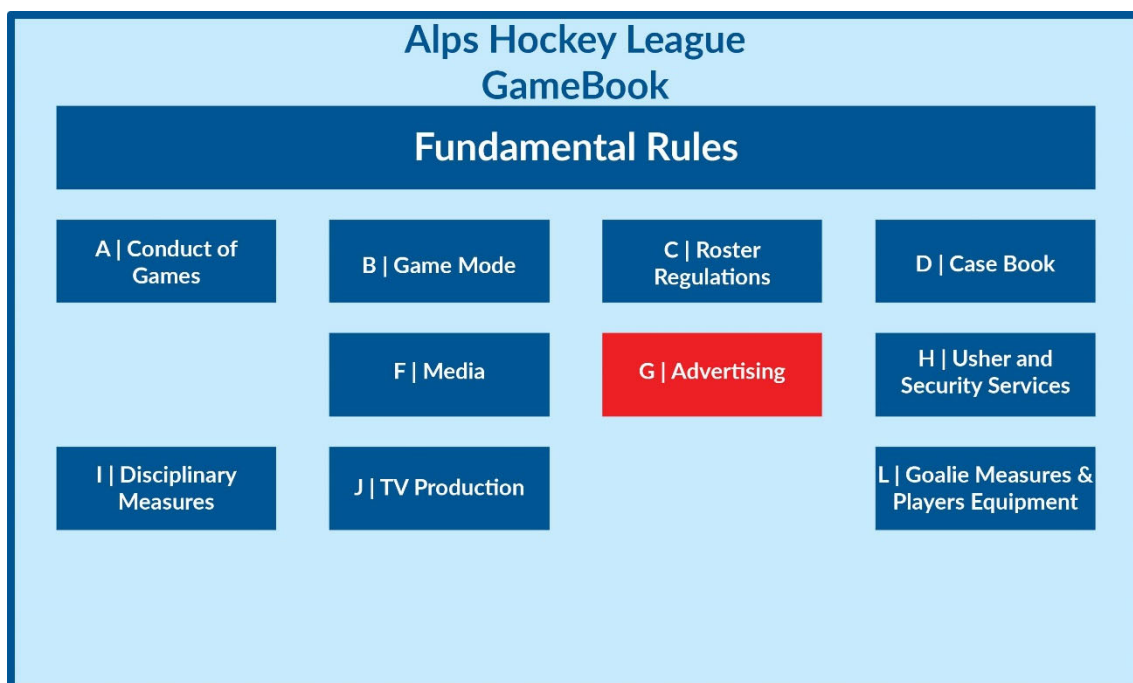 Alps Hockey League
GameBook
Fundamental Rules
A | Conduct of
Games
B | Game Mode
C | Roster
Regulations
D | Case Book
F | Media
G | Advertising
H | Usher and
Security Services
I | Disciplinary
Measures
J | TV Production
L | Goalie Measures &
Players Equipment